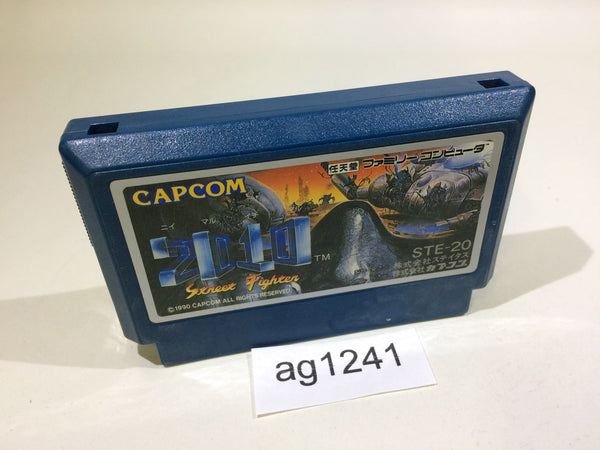 任天堂 ファミリーコンピュータ™
CAPCOM
ニイ マル
2010 TM
Street Fighter
© 1990 CAPCOM ALL RIGHTS RESERVED.
STE-20
株式会社ステイタス
株式会社カプコン
ag1241